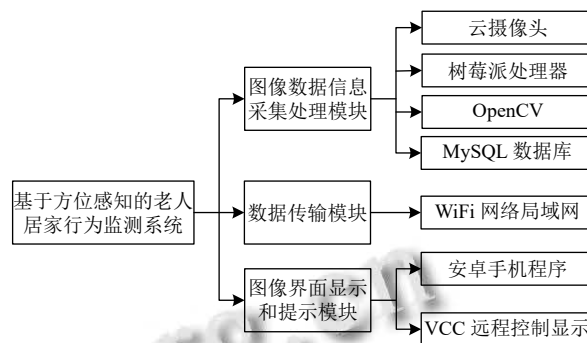 云摄像头
图像数据信息
采集处理模块
树莓派处理器
OpenCV
MySQL 数据库
基于方位感知的老人
居家行为监测系统
数据传输模块
WiFi 网络局域网
图像界面显示
和提示模块
安卓手机程序
VCC 远程控制显示